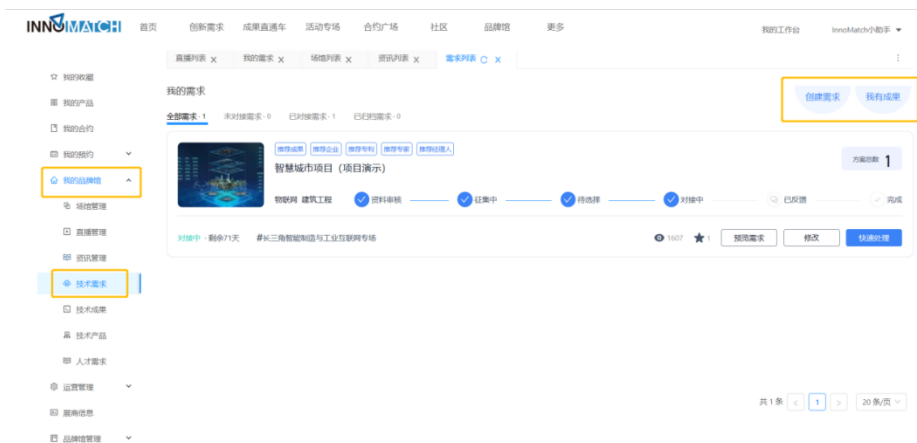 INNOMATCH 首页 创新需求 成果直通车 活动专场 合约广场 社区 品牌馆 更多 我的工作台 InnoMatch小助手
直播列表 X 我的需求 X 场馆列表 X 资讯列表 X 需求列表 X
我的收藏
我的产品
我的合约
我的预约
我的品牌馆
场馆管理
直播管理
资讯管理
技术需求
技术成果
技术产品
人才需求
运营管理
展商信息
品牌馆管理
我的需求
创建需求 我有成果
全部需求·1 未对接需求·0 已对接需求·1 已归档需求·0
推荐成果 推荐企业 推荐专利 推荐专家 推荐经理人
智慧城市项目（项目演示）
方案总数 1
物联网 建筑工程 资料审核 征集中 待选择 对接中 已反馈 完成
对接中 · 剩余71天 #长三角智能制造与工业互联网专场 1607 1 预览需求 修改 快速处理
共 1 条 < 1 > 20 条/页